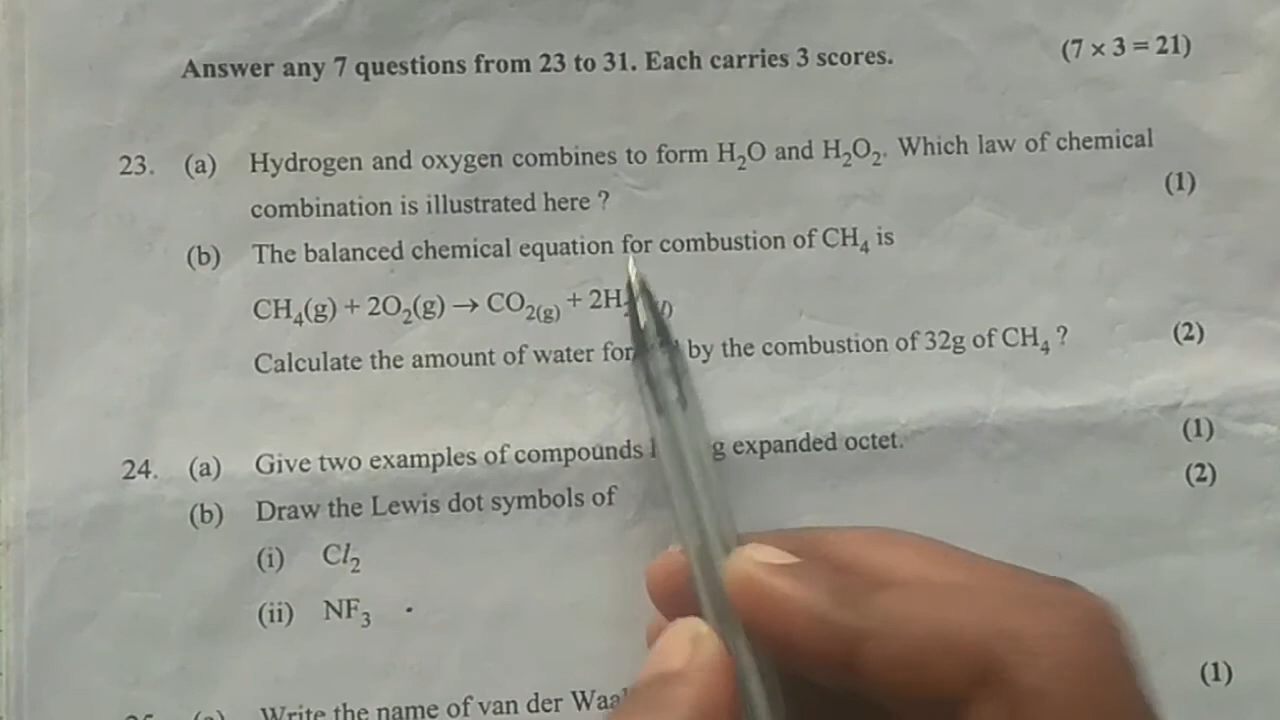 Answer any 7 questions from 23 to 31. Each carries 3 scores. (7 × 3 = 21)
23. (a) Hydrogen and oxygen combines to form H₂O and H₂O₂. Which law of chemical
combination is illustrated here ? (1)
(b) The balanced chemical equation for combustion of CH₄ is
CH₄(g) + 2O₂(g) → CO₂(g) + 2H
Calculate the amount of water by the combustion of 32g of CH₄ ? (2)
24. (a) Give two examples of compounds expanded octet. (1)
(b) Draw the Lewis dot symbols of (2)
(i) Cl₂
(ii) NF₃
Write the name of van der (1)